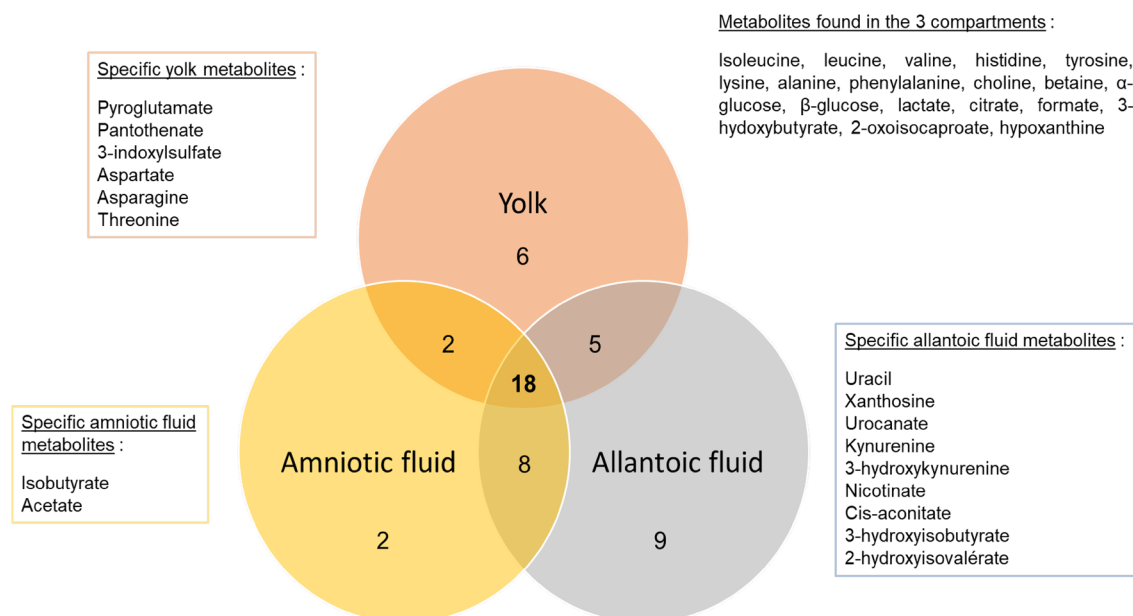 Metabolites found in the 3 compartments :
Isoleucine, leucine, valine, histidine, tyrosine,
lysine, alanine, phenylalanine, choline, betaine, α-
glucose, β-glucose, lactate, citrate, formate, 3-
hydoxybutyrate, 2-oxoisocaproate, hypoxanthine
Specific yolk metabolites :
Pyroglutamate
Pantothenate
3-indoxylsulfate
Aspartate
Asparagine
Threonine
Yolk
6
2
5
18
Amniotic fluid
8
Allantoic fluid
2
9
Specific amniotic fluid
metabolites :
Isobutyrate
Acetate
Specific allantoic fluid metabolites :
Uracil
Xanthosine
Urocanate
Kynurenine
3-hydroxykynurenine
Nicotinate
Cis-aconitate
3-hydroxyisobutyrate
2-hydroxyisovalérate